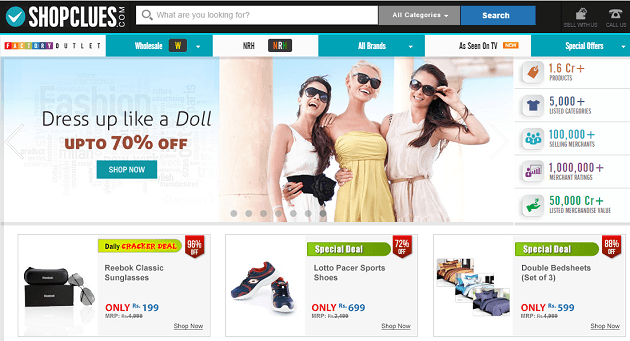 SHOPCLUES.COM
What are you looking for?
All Categories
Search
SELL WITH US
CALL US
FACTORY OUTLET
Wholesale W
NRH NRH
All Brands
As Seen On TV NEW
Special Offers
Dress up like a Doll
UPTO 70% OFF
SHOP NOW
Fashion
1.6 Cr+
PRODUCTS
5,000+
LISTED CATEGORIES
100,000+
SELLING MERCHANTS
1,000,000+
MERCHANT RATINGS
50,000 Cr+
LISTED MERCHANDISE VALUE
Daily CRACKER DEAL
96% OFF
Reebok
Reebok Classic
Sunglasses
ONLY Rs.199
MRP: Rs.4,990
Shop Now
Special Deal
72% OFF
Lotto Pacer Sports
Shoes
ONLY Rs.699
MRP: Rs.2,499
Shop Now
Special Deal
88% OFF
Double Bedsheets
(Set of 3)
ONLY Rs.599
MRP: Rs.4,999
Shop Now